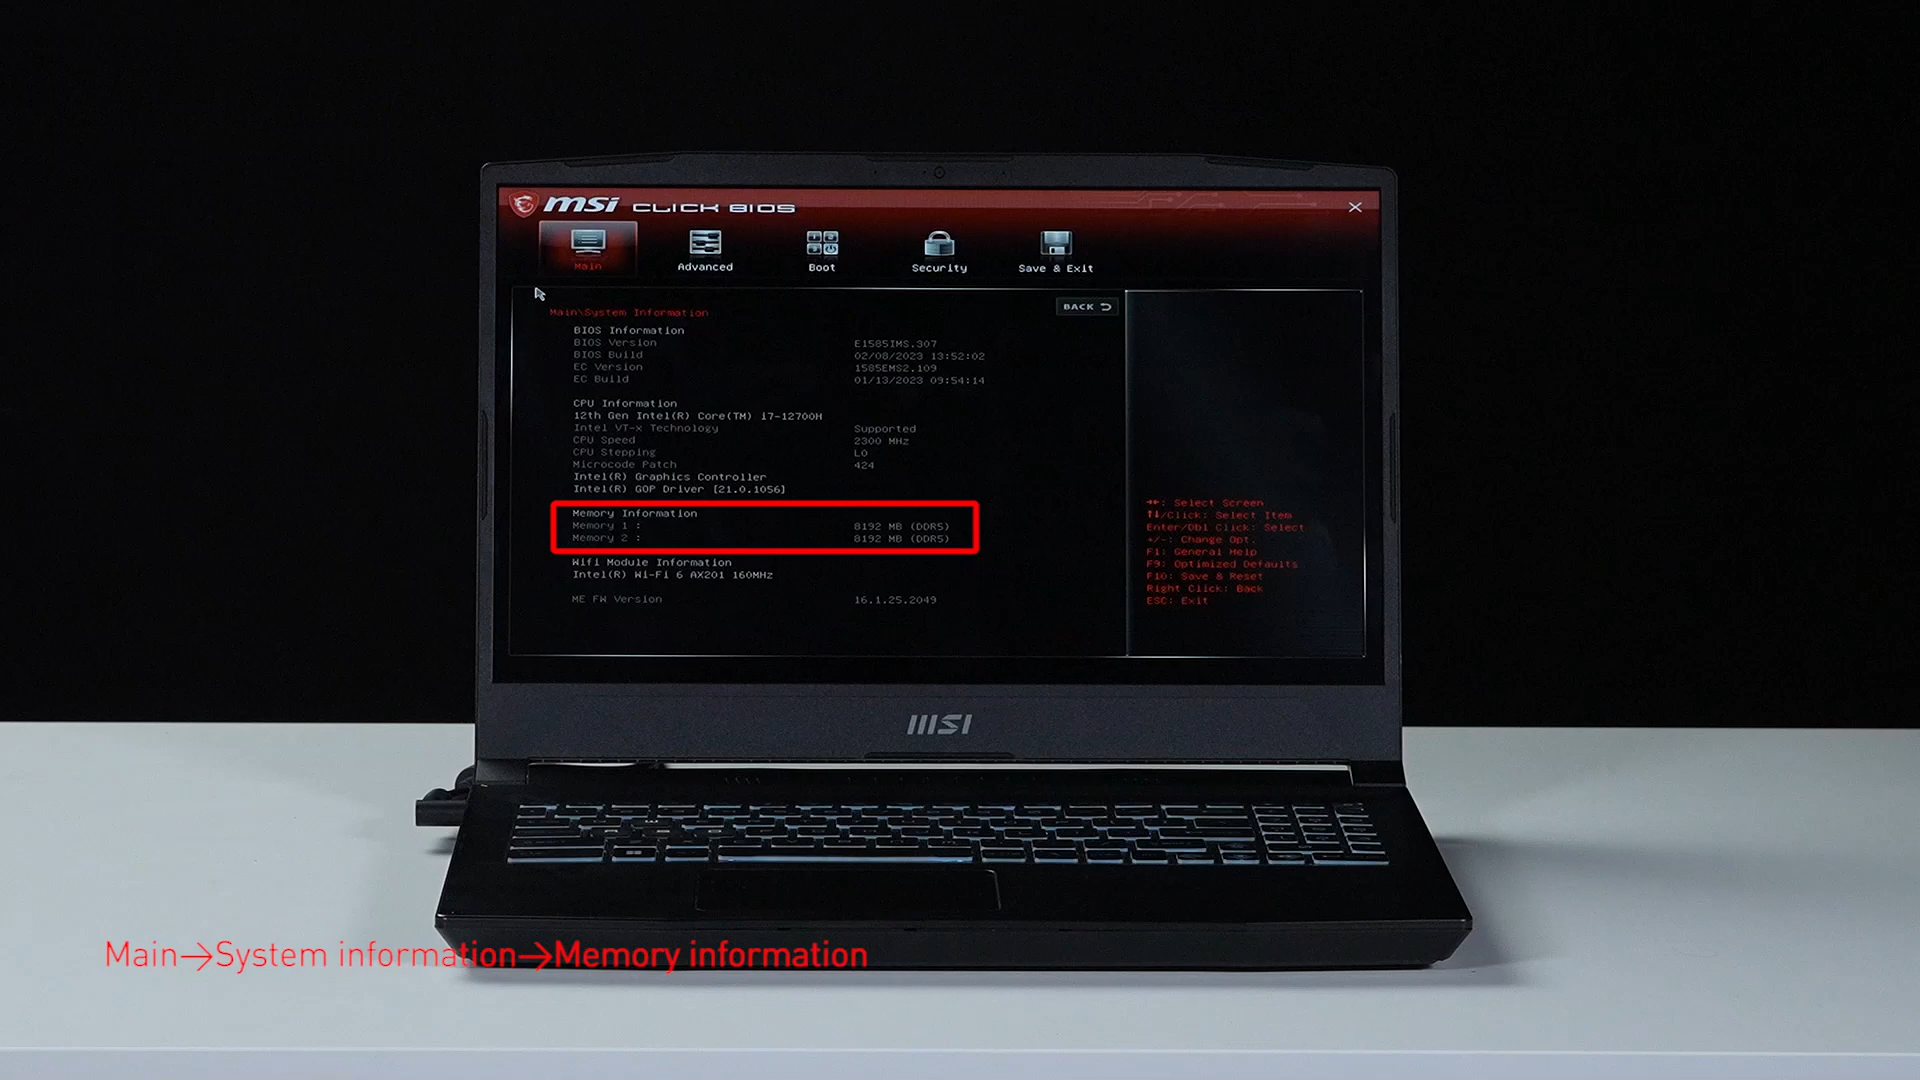 msi CLICK BIOS
Main
Advanced
Boot
Security
Save & Exit
Main\System Information
BACK
BIOS Information
BIOS Version E1585IMS.307
BIOS Build 02/08/2023 13:52:02
EC Version 1585EMS2.109
EC Build 01/13/2023 09:54:14
CPU Information
12th Gen Intel(R) Core(TM) i7-12700H
Intel VT-x Technology Supported
CPU Speed 2300 MHz
CPU Stepping L0
Microcode Patch 424
Intel(R) Graphics Controller
Intel(R) GOP Driver [21.0.1056]
Memory Information
Memory 1 : 8192 MB (DDR5)
Memory 2 : 8192 MB (DDR5)
Wifi Module Information
Intel(R) Wi-Fi 6 AX201 160MHz
ME FW Version 16.1.25.2049
→←: Select Screen
↑↓/Click: Select Item
Enter/Dbl Click: Select
+/-: Change Opt.
F1: General Help
F9: Optimized Defaults
F10: Save & Reset
Right Click: Back
ESC: Exit
msi
Main→System information→Memory information